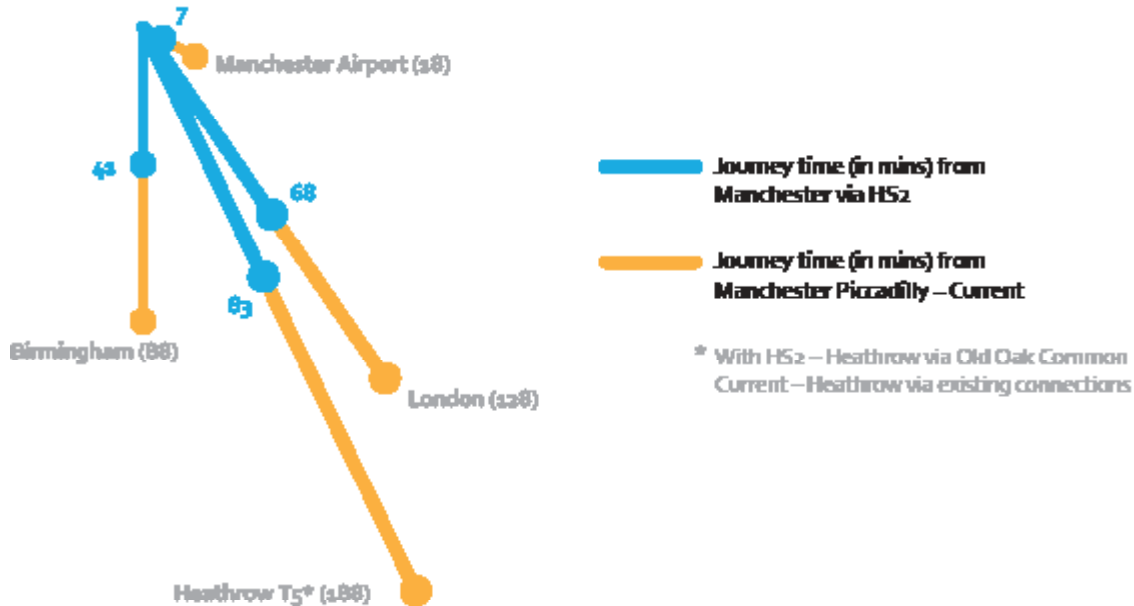 7
Manchester Airport (18)
41
68
Journey time (in mins) from
Manchester via HS2
83
Journey time (in mins) from
Manchester Piccadilly – Current
Birmingham (88)
* With HS2 – Heathrow via Old Oak Common
Current – Heathrow via existing connections
London (128)
Heathrow T5* (188)